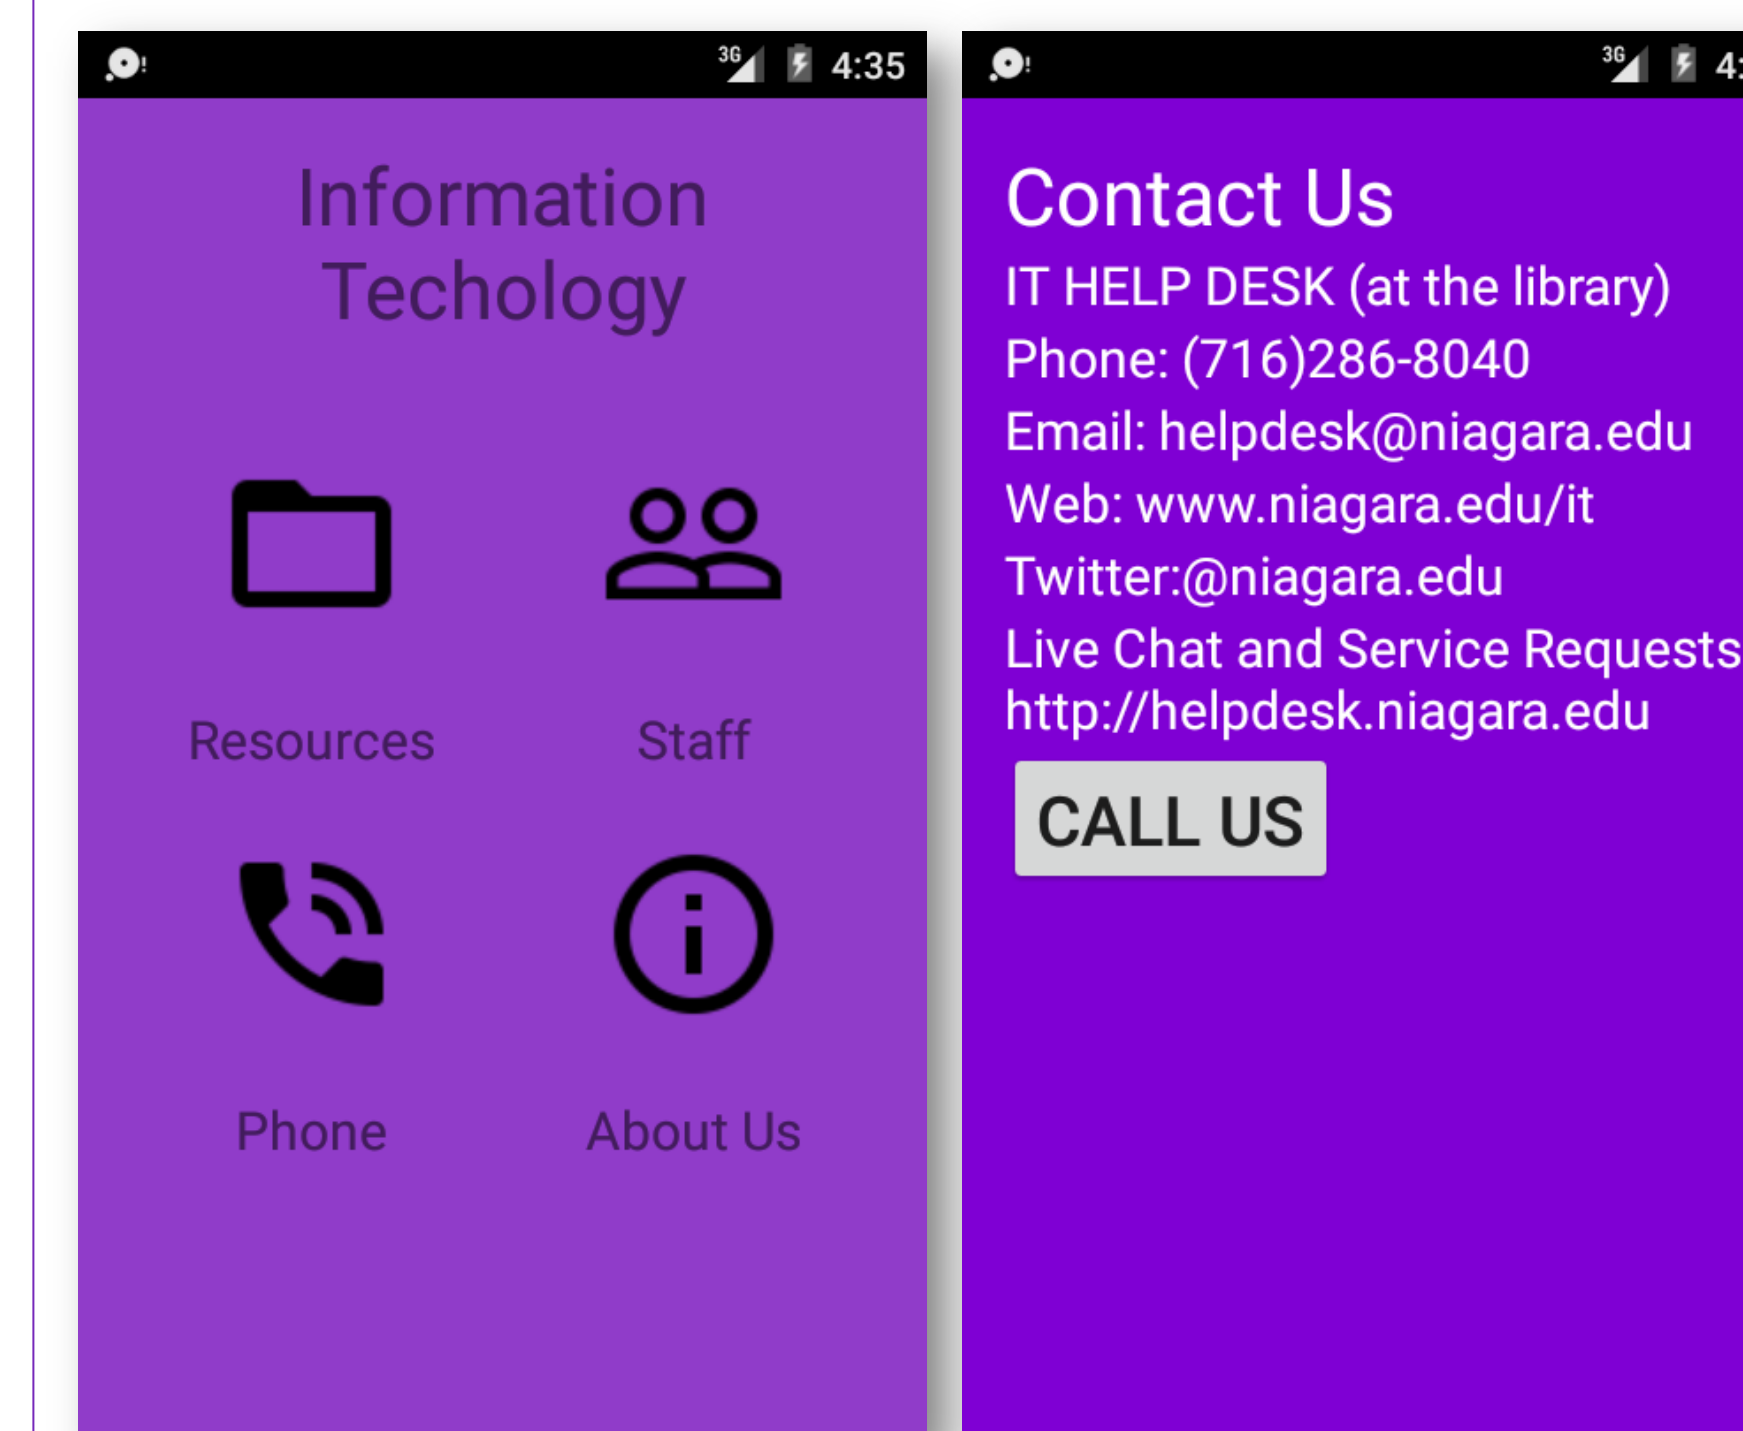 3G 4:35
Information
Techology
Resources
Staff
Phone
About Us
3G
Contact Us
IT HELP DESK (at the library)
Phone: (716)286-8040
Email: helpdesk@niagara.edu
Web: www.niagara.edu/it
Twitter:@niagara.edu
Live Chat and Service Requests
http://helpdesk.niagara.edu
CALL US